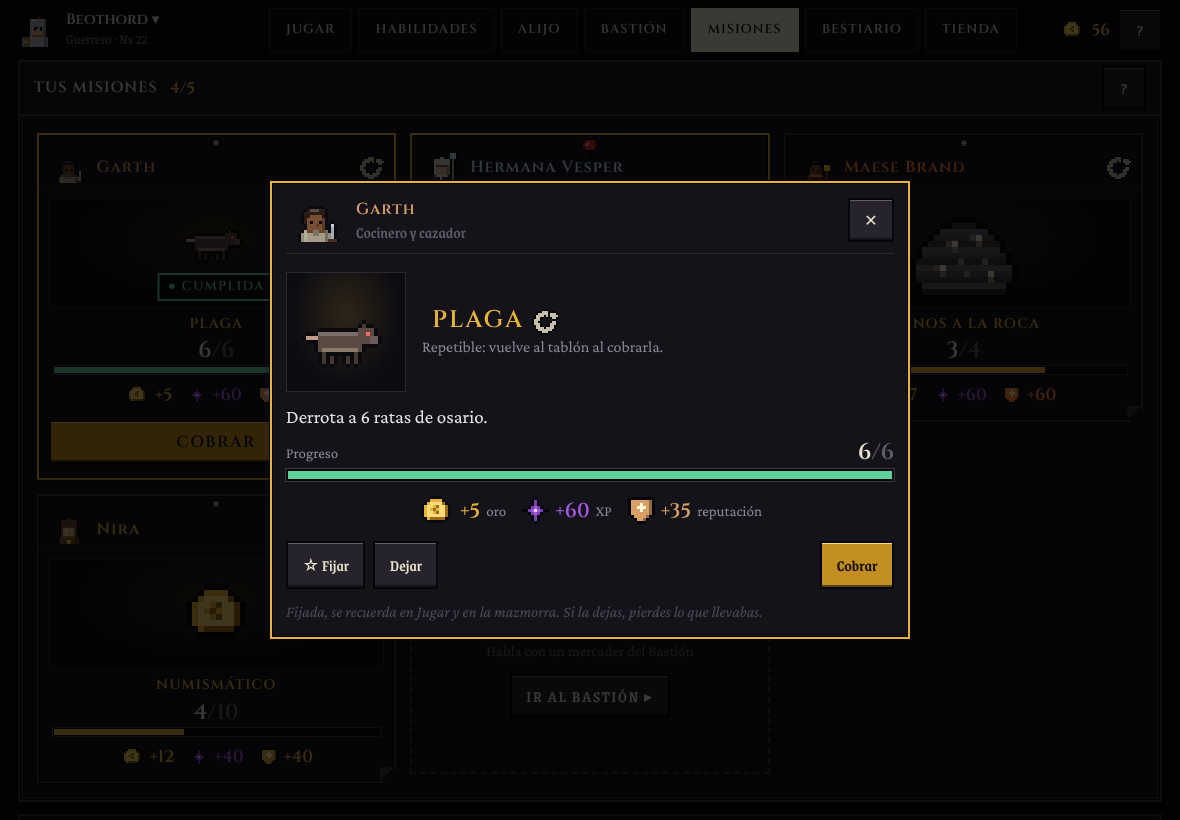 Beothord ▾
Guerrero · Nv 22
JUGAR
HABILIDADES
ALIJO
BASTIÓN
MISIONES
BESTIARIO
TIENDA
56
?
TUS MISIONES 4/5
?
Garth
Hermana Vesper
Maese Brand
CUMPLIDA
PLAGA
6/6
+5 +60
COBRAR
NOS A LA ROCA
3/4
7 +60 +60
Garth
Cocinero y cazador
×
PLAGA
Repetible: vuelve al tablón al cobrarla.
Derrota a 6 ratas de osario.
Progreso 6/6
+5 oro +60 XP +35 reputación
☆ Fijar
Dejar
Cobrar
Fijada, se recuerda en Jugar y en la mazmorra. Si la dejas, pierdes lo que llevabas.
Nira
NUMISMÁTICO
4/10
+12 +40 +40
Habla con un mercader del Bastión
IR AL BASTIÓN ▸